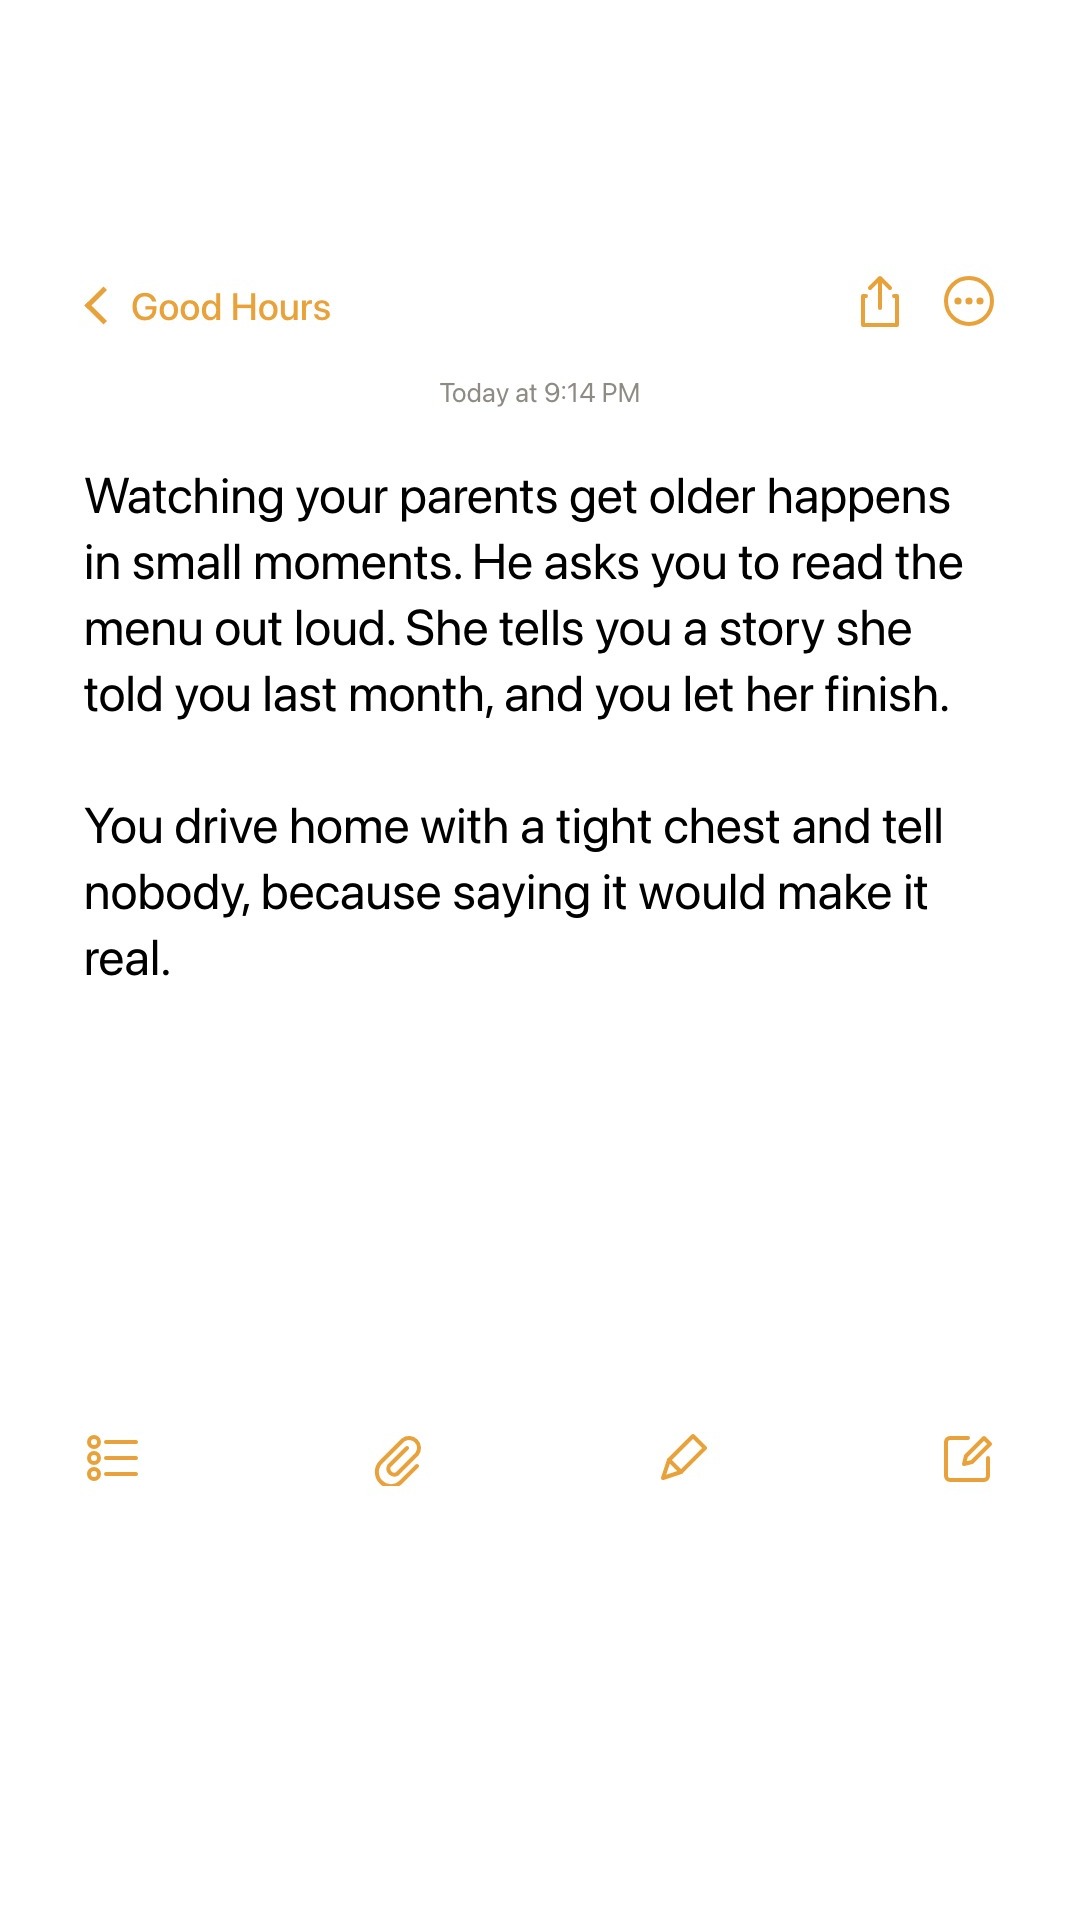 Good Hours
Today at 9:14 PM
Watching your parents get older happens
in small moments. He asks you to read the
menu out loud. She tells you a story she
told you last month, and you let her finish.
You drive home with a tight chest and tell
nobody, because saying it would make it
real.